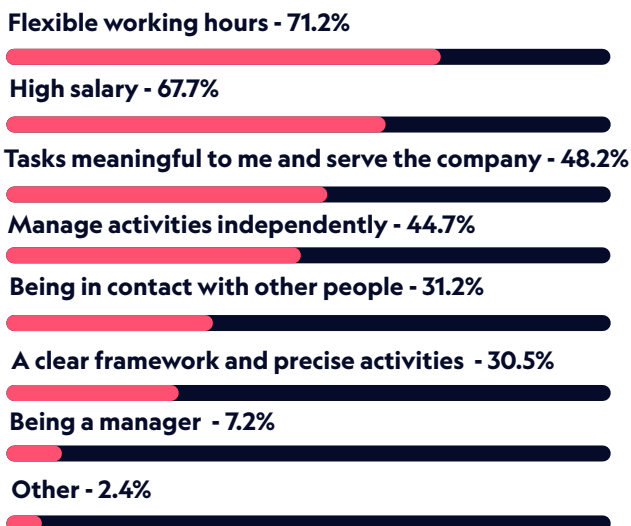 Flexible working hours - 71.2%
High salary - 67.7%
Tasks meaningful to me and serve the company - 48.2%
Manage activities independently - 44.7%
Being in contact with other people - 31.2%
A clear framework and precise activities - 30.5%
Being a manager - 7.2%
Other - 2.4%